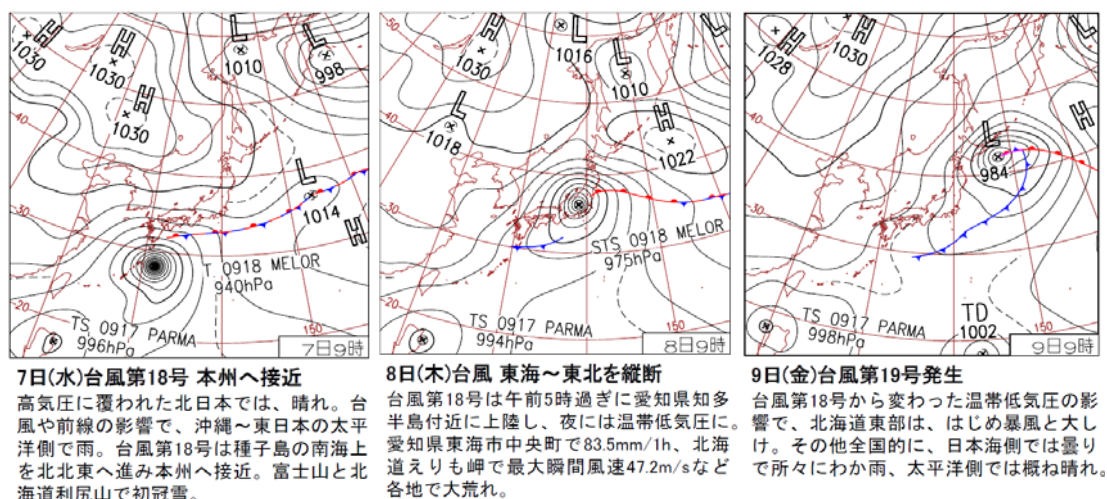 H
1030
H
1030
H
1030
L
1010
L
998
40
30
20
L
1014
H
T 0918 MELOR
940hPa
TS 0917 PARMA
996hPa
150
7日9時
7日(水)台風第18号 本州へ接近
高気圧に覆われた北日本では、晴れ。台
風や前線の影響で、沖縄～東日本の太平
洋側で雨。台風第18号は種子島の南海上
を北北東へ進み本州へ接近。富士山と北
海道利尻山で初冠雪。
H
1030
L
1016
L
1010
L
1018
H
1022
40
30
20
STS 0918 MELOR
975hPa
TS 0917 PARMA
994hPa
150
8日9時
8日(木)台風 東海～東北を縦断
台風第18号は午前5時過ぎに愛知県知多
半島付近に上陸し、夜には温帯低気圧に。
愛知県東海市中央町で83.5mm/1h、北海
道えりも岬で最大瞬間風速47.2m/sなど
各地で大荒れ。
H
1028
H
1030
H
L
984
40
30
20
TS 0917 PARMA
998hPa
TD
1002
150
9日9時
9日(金)台風第19号発生
台風第18号から変わった温帯低気圧の影
響で、北海道東部は、はじめ暴風と大し
け。その他全国的に、日本海側では曇り
で所々にわか雨、太平洋側では概ね晴れ。